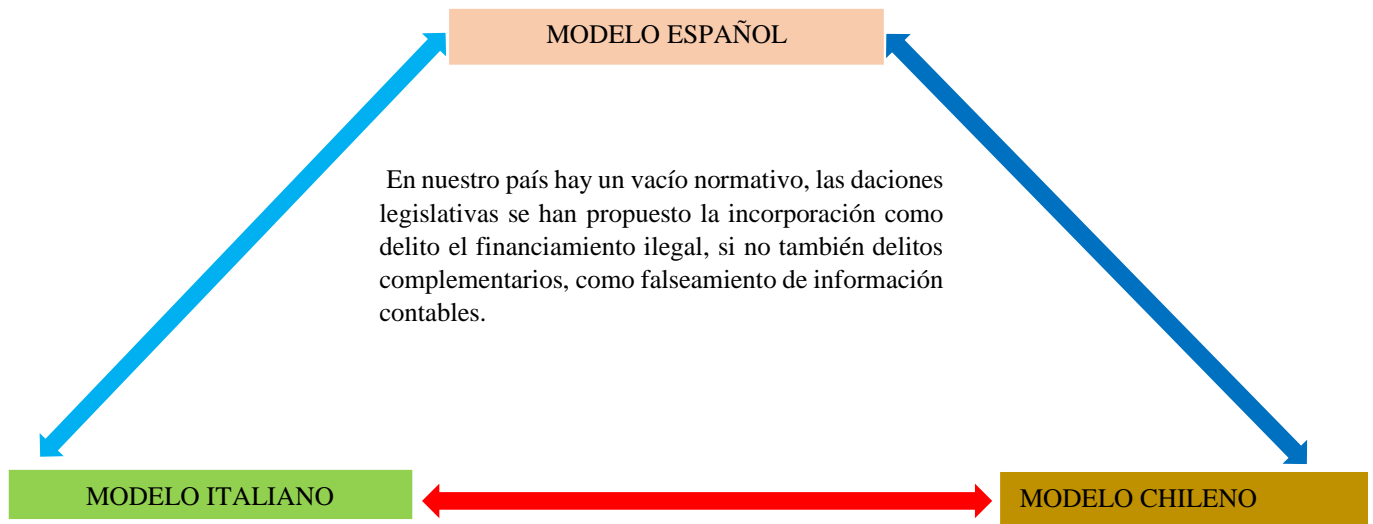 MODELO ESPAÑOL
En nuestro país hay un vacío normativo, las daciones
legislativas se han propuesto la incorporación como
delito el financiamiento ilegal, si no también delitos
complementarios, como falseamiento de información
contables.
MODELO ITALIANO
MODELO CHILENO